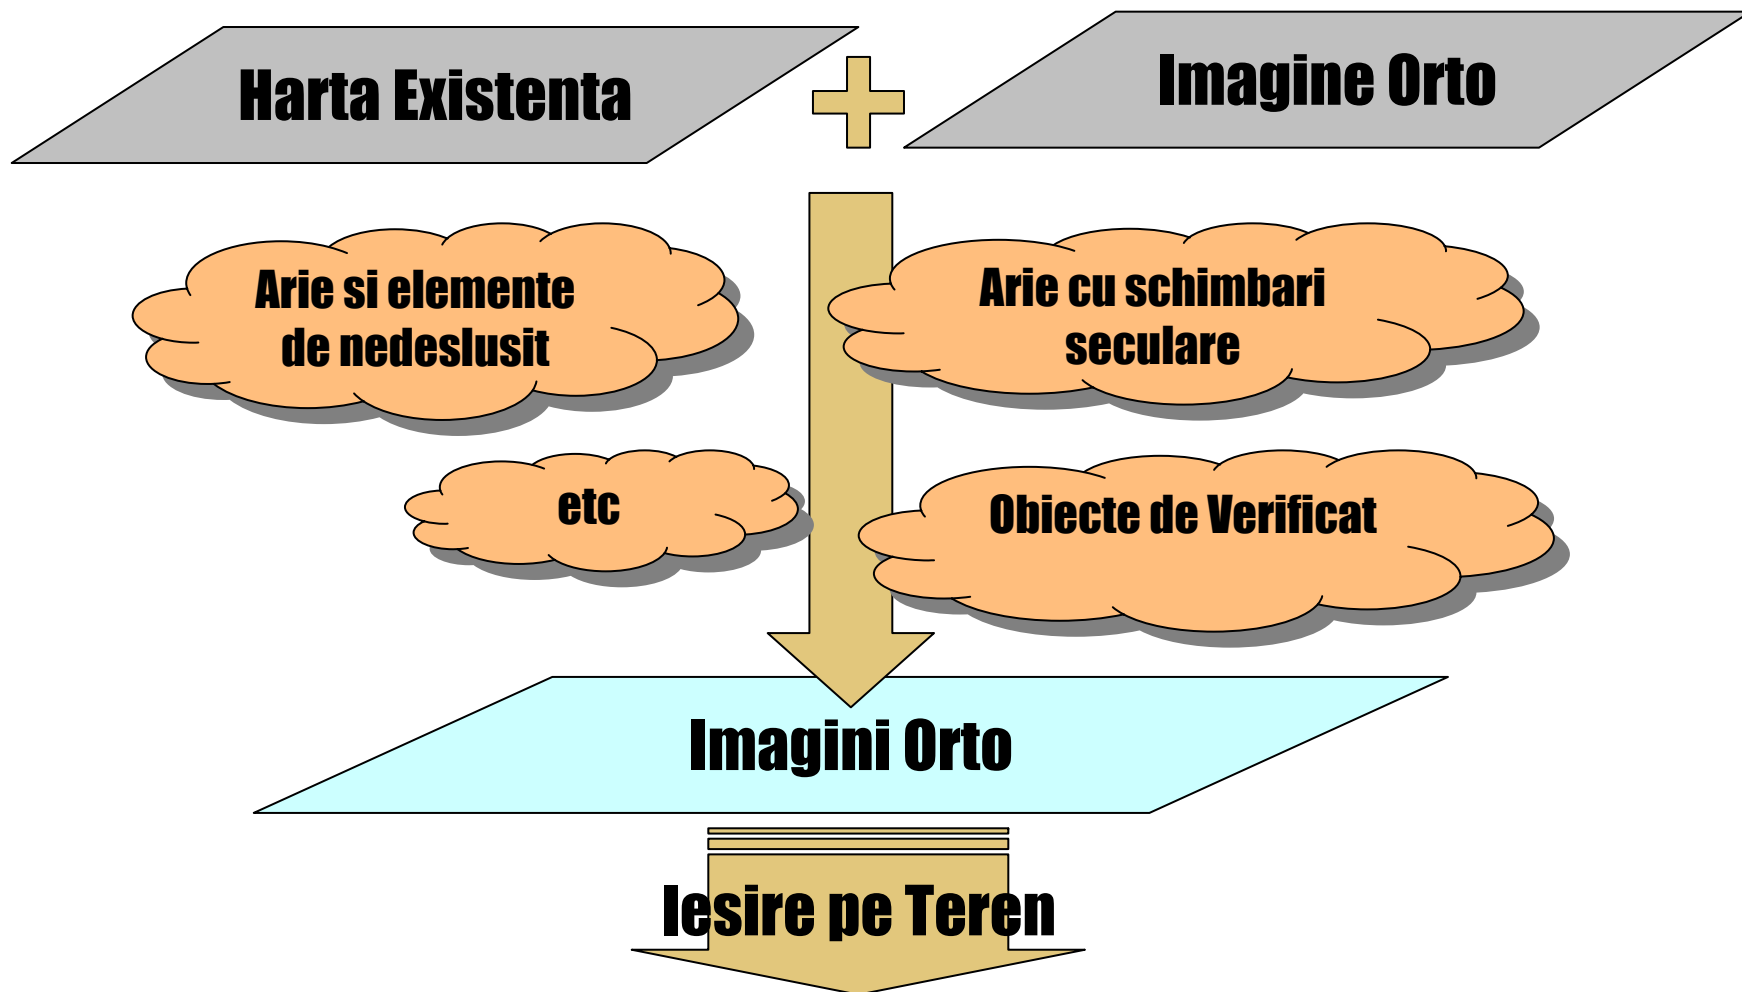 Harta Existenta
Imagine Orto
Arie si elemente
de nedeslusit
Arie cu schimbari
seculare
etc
Obiecte de Verificat
Imagini Orto
Iesire pe Teren